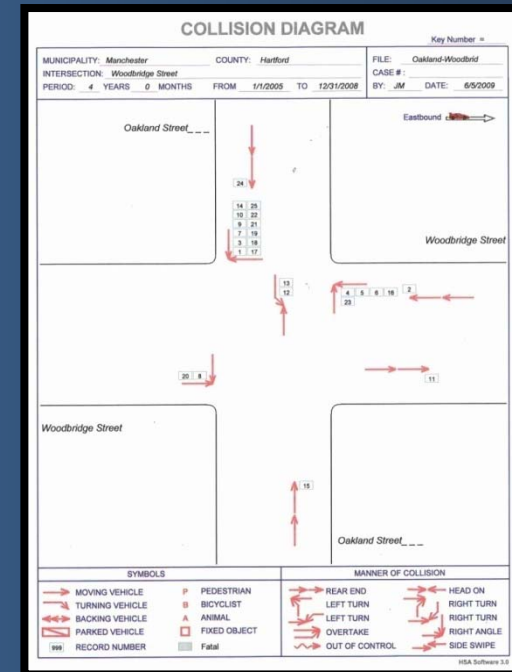 COLLISION DIAGRAM
Key Number =
MUNICIPALITY: Manchester COUNTY: Hartford FILE: Oakland-Woodbrid
INTERSECTION: Woodbridge Street CASE # :
PERIOD: 4 YEARS 0 MONTHS FROM 1/1/2005 TO 12/31/2008 BY: JM DATE: 6/5/2009
Eastbound
Oakland Street_ _ _
24
14 25
10 22
9 21
7 19
3 18
1 17
Woodbridge Street
13
12
4 5 6 16 2
23
20 8
11
Woodbridge Street
15
Oakland Street_ _ _
SYMBOLS MANNER OF COLLISION
MOVING VEHICLE P PEDESTRIAN REAR END HEAD ON
TURNING VEHICLE B BICYCLIST LEFT TURN RIGHT TURN
BACKING VEHICLE A ANIMAL LEFT TURN RIGHT TURN
PARKED VEHICLE FIXED OBJECT OVERTAKE RIGHT ANGLE
999 RECORD NUMBER Fatal OUT OF CONTROL SIDE SWIPE
HSA Software 3.0